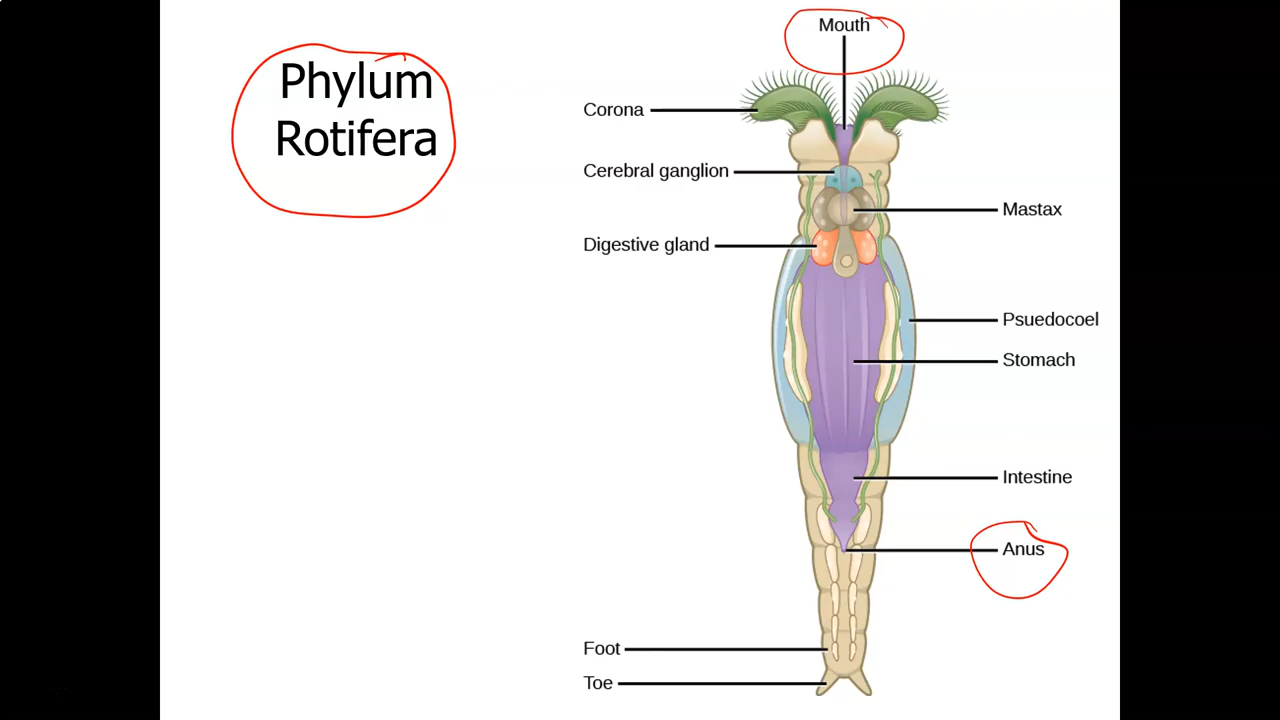 Phylum
Rotifera
Mouth
Corona
Cerebral ganglion
Mastax
Digestive gland
Psuedocoel
Stomach
Intestine
Anus
Foot
Toe